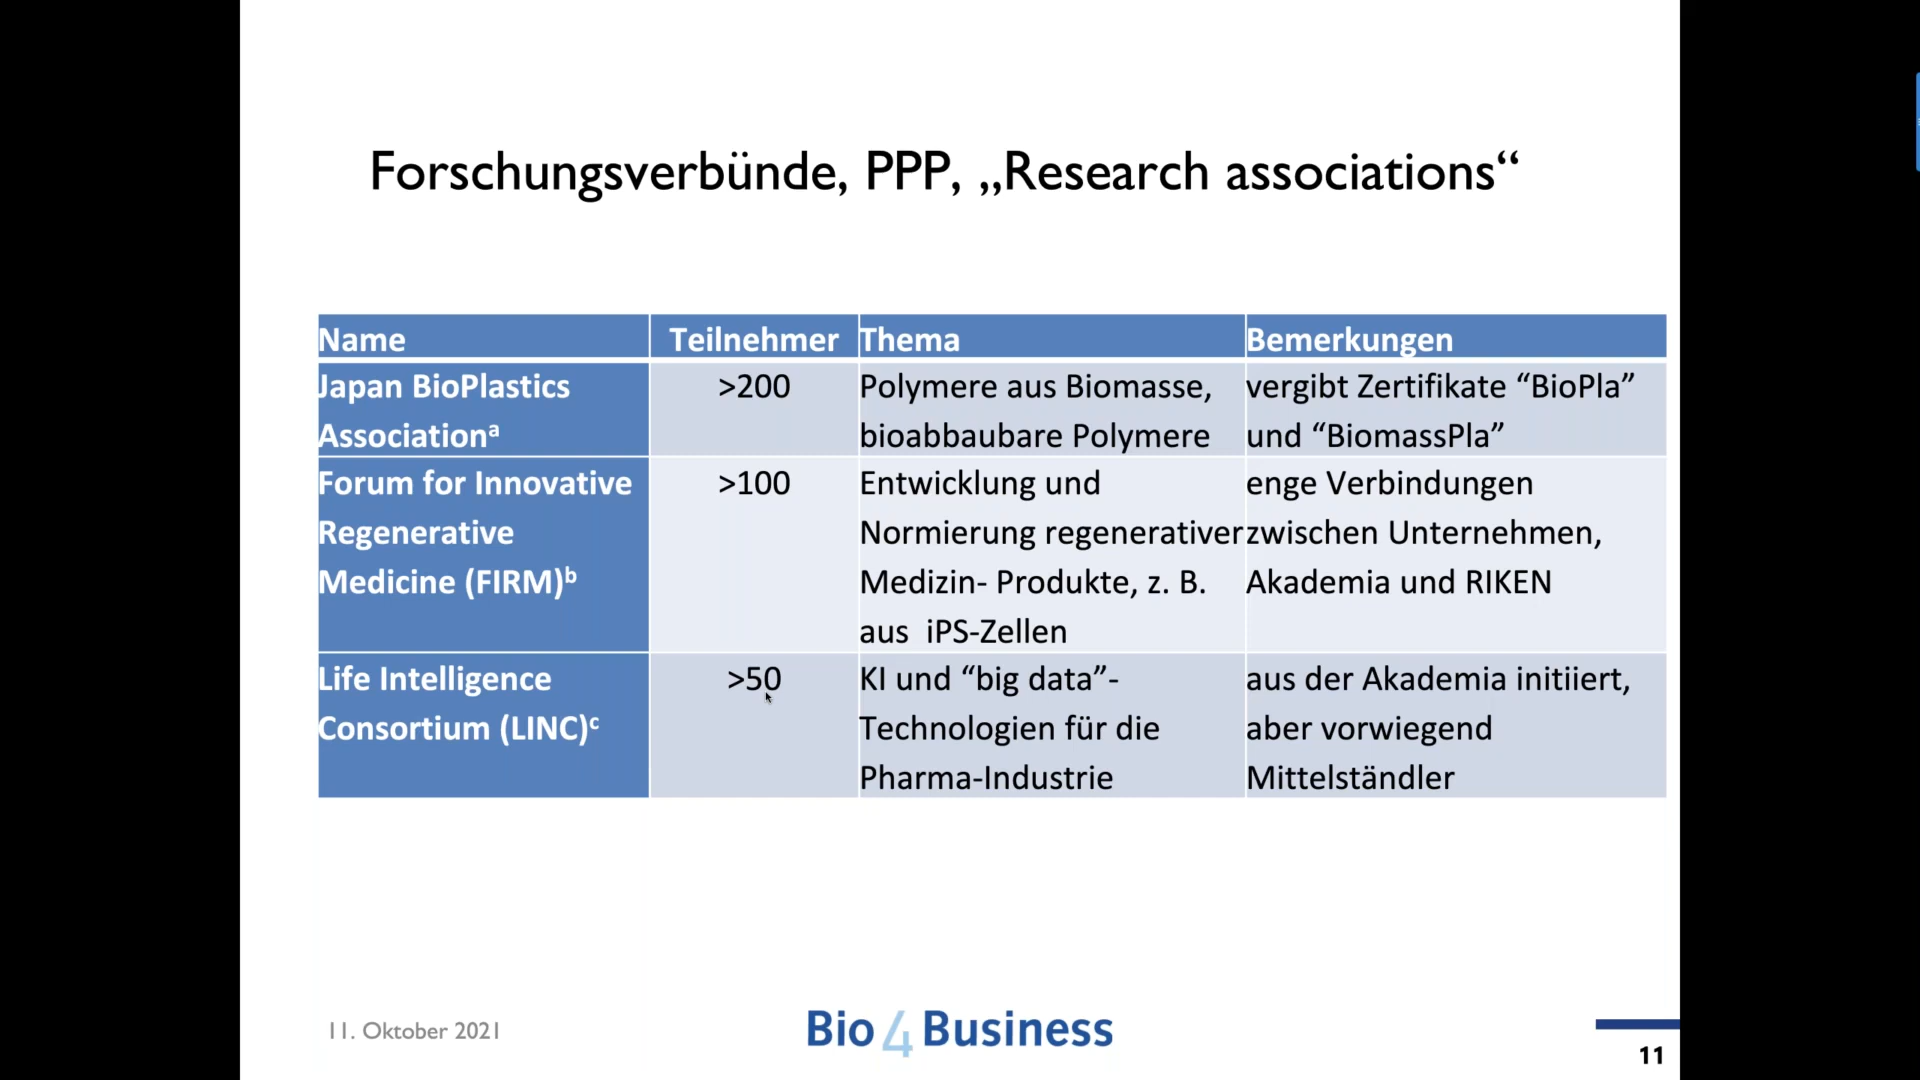 Forschungsverbünde, PPP, „Research associations“
Name Teilnehmer Thema Bemerkungen
Japan BioPlastics
Associationᵃ
>200
Polymere aus Biomasse,
bioabbaubare Polymere
vergibt Zertifikate “BioPla”
und “BiomassPla”
Forum for Innovative
Regenerative
Medicine (FIRM)ᵇ
>100
Entwicklung und
Normierung regenerativer
Medizin- Produkte, z. B.
aus iPS-Zellen
enge Verbindungen
zwischen Unternehmen,
Akademia und RIKEN
Life Intelligence
Consortium (LINC)ᶜ
>50
KI und “big data”-
Technologien für die
Pharma-Industrie
aus der Akademia initiiert,
aber vorwiegend
Mittelständler
11. Oktober 2021
Bio4Business
11